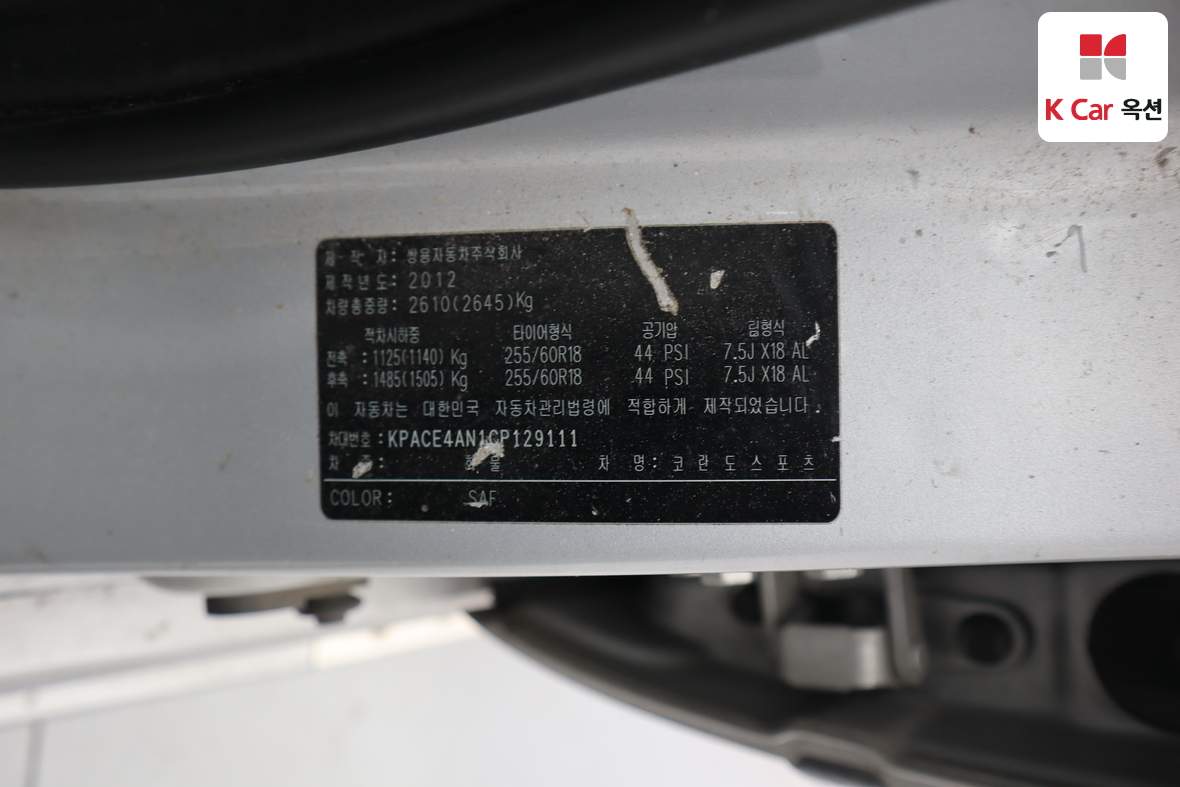 K Car 옥션
제 작 자: 쌍용자동차주식회사
제작년도: 2012
차량총중량: 2610(2645)Kg
적차시하중 타이어형식 공기압 림형식
전축 :1125(1140) Kg 255/60R18 44 PSI 7.5J X18 AL
후축 :1485(1505) Kg 255/60R18 44 PSI 7.5J X18 AL
이 자동차는 대한민국 자동차관리법령에 적합하게 제작되었습니다.
차대번호 :KPACE4AN1CP129111
차 종: 화물 차 명: 코란도스포츠
COLOR: SAF